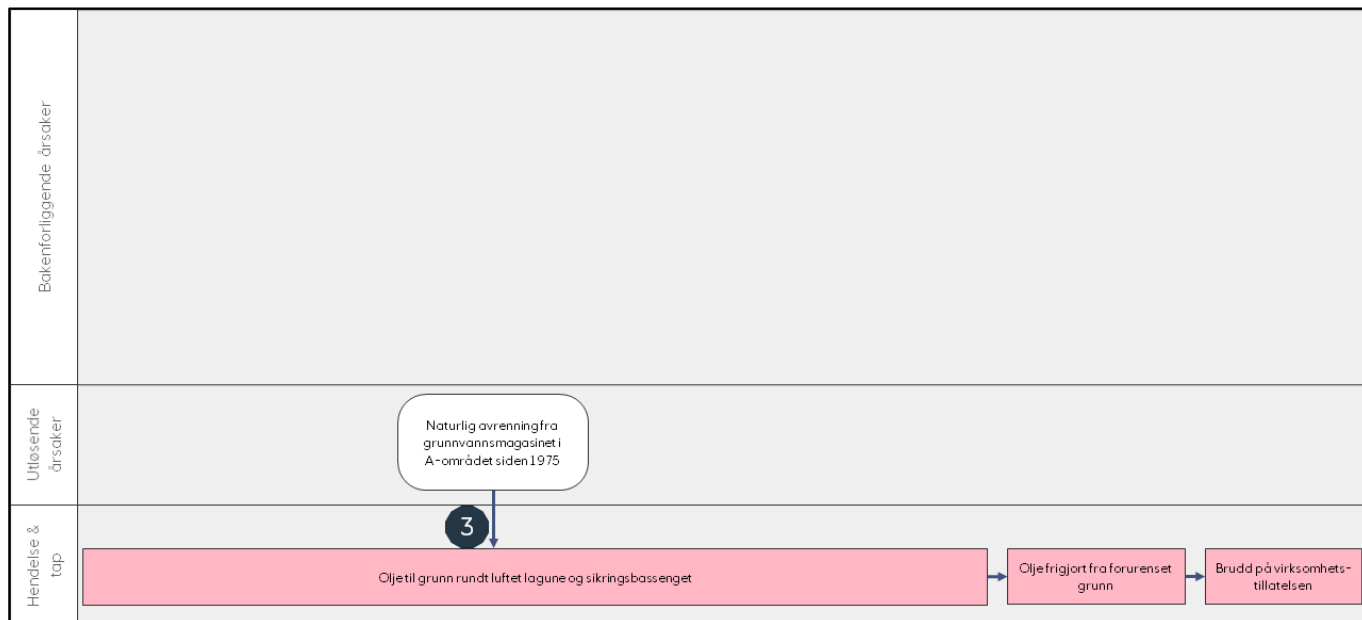 Bakenforliggende årsaker
Utløsende
årsaker
Naturlig avrenning fra
grunnvannsmagasinet i
A-området siden 1975
Hendelse &
tap
3
Olje til grunn rundt luftet lagune og sikringsbassenget
Olje frigjort fra forurenset
grunn
Brudd på virksomhets-
tillatelsen